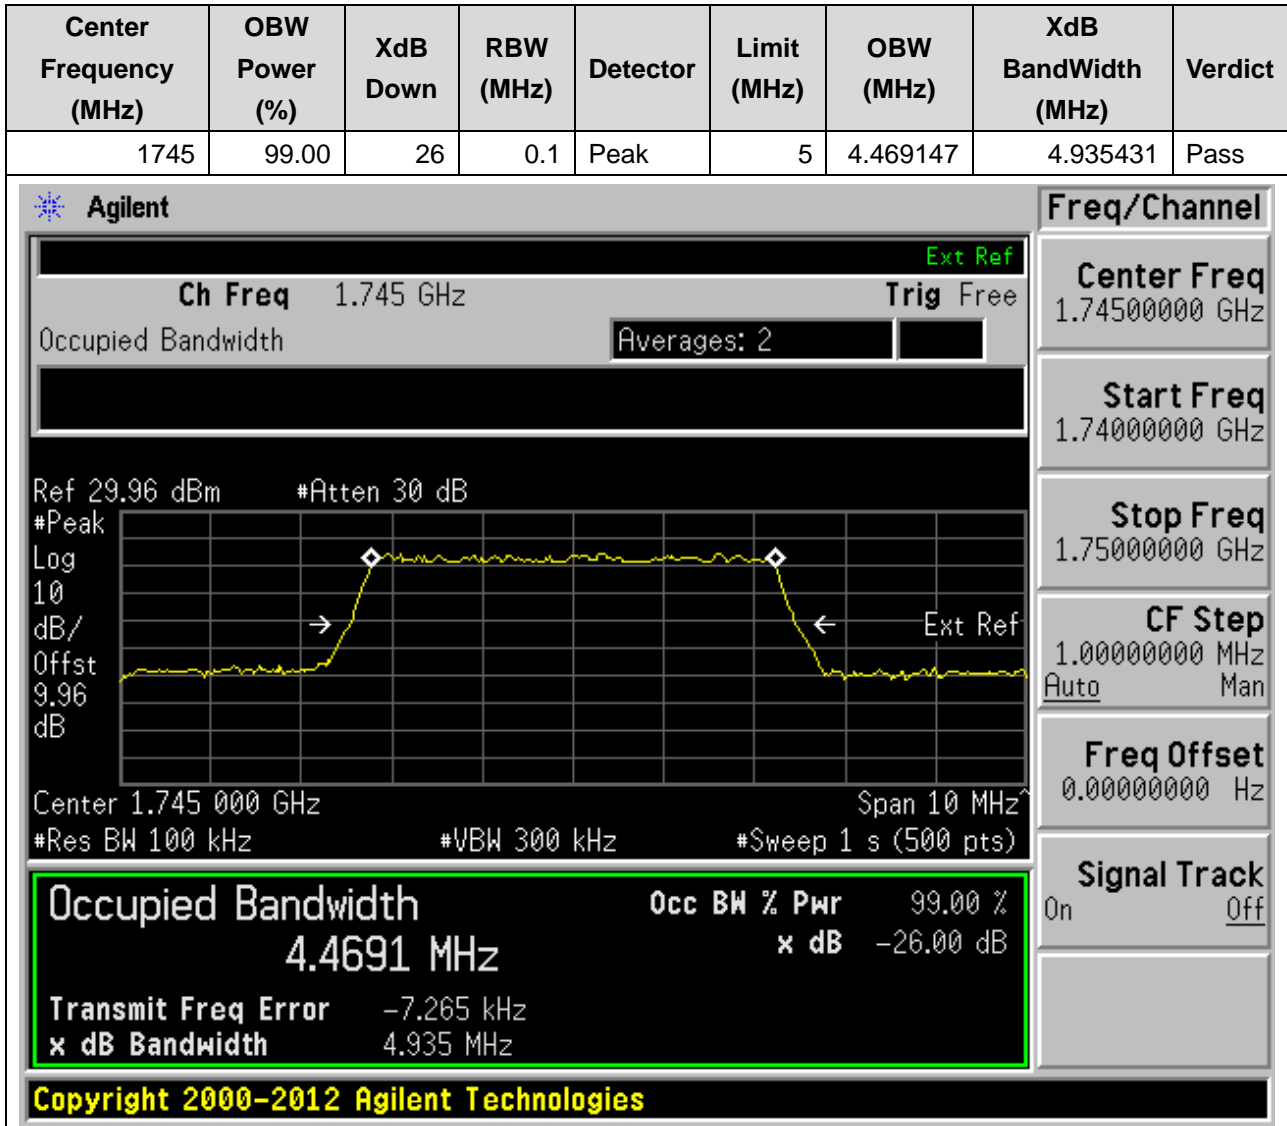 Center Frequency (MHz) OBW Power (%) XdB Down RBW (MHz) Detector Limit (MHz) OBW (MHz) XdB BandWidth (MHz) Verdict
1745 99.00 26 0.1 Peak 5 4.469147 4.935431 Pass
Agilent
Freq/Channel
Ext Ref
Ch Freq 1.745 GHz Trig Free
Occupied Bandwidth Averages: 2
Ref 29.96 dBm #Atten 30 dB
#Peak
Log
10
dB/
Offst
9.96
dB
Ext Ref
Center 1.745 000 GHz Span 10 MHz^
#Res BW 100 kHz #VBW 300 kHz #Sweep 1 s (500 pts)
Occupied Bandwidth
4.4691 MHz
Occ BW % Pwr 99.00 %
x dB -26.00 dB
Transmit Freq Error -7.265 kHz
x dB Bandwidth 4.935 MHz
Center Freq
1.74500000 GHz
Start Freq
1.74000000 GHz
Stop Freq
1.75000000 GHz
CF Step
1.00000000 MHz
Auto Man
Freq Offset
0.00000000 Hz
Signal Track
On Off
Copyright 2000-2012 Agilent Technologies